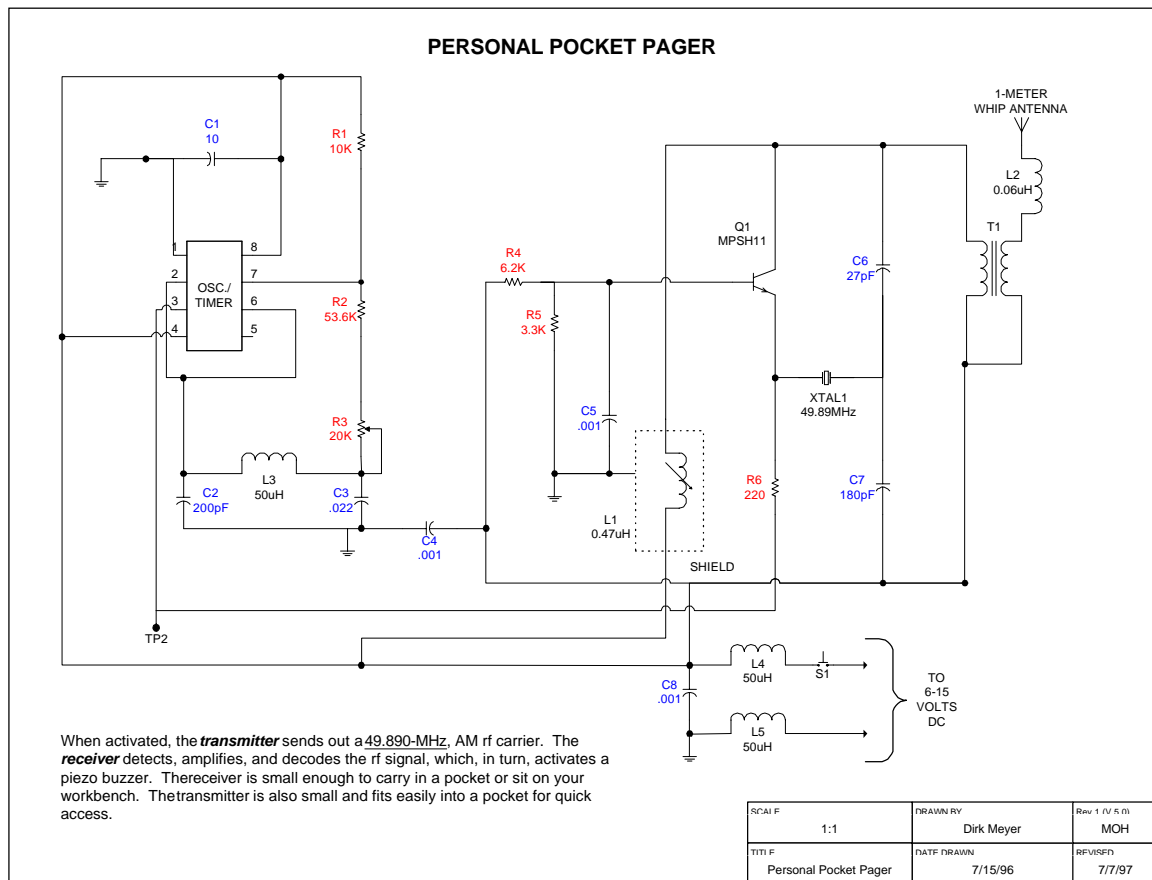 PERSONAL POCKET PAGER
1-METER
WHIP ANTENNA
C1
10
R1
10K
L2
0.06uH
T1
Q1
MPSH11
1
8
2
7
3
6
4
5
OSC./
TIMER
R4
6.2K
C6
27pF
R2
53.6K
R5
3.3K
XTAL1
49.89MHz
R3
20K
C5
.001
L3
50uH
C2
200pF
C3
.022
R6
220
C7
180pF
L1
0.47uH
C4
.001
SHIELD
TP2
L4
50uH
S1
C8
.001
L5
50uH
TO
6-15
VOLTS
DC
When activated, the transmitter sends out a 49.890-MHz, AM rf carrier. The
receiver detects, amplifies, and decodes the rf signal, which, in turn, activates a
piezo buzzer. Thereceiver is small enough to carry in a pocket or sit on your
workbench. Thetransmitter is also small and fits easily into a pocket for quick
access.
SCALE
1:1
DRAWN BY
Dirk Meyer
Rev 1 (V 5.0)
MOH
TITLE
Personal Pocket Pager
DATE DRAWN
7/15/96
REVISED
7/7/97